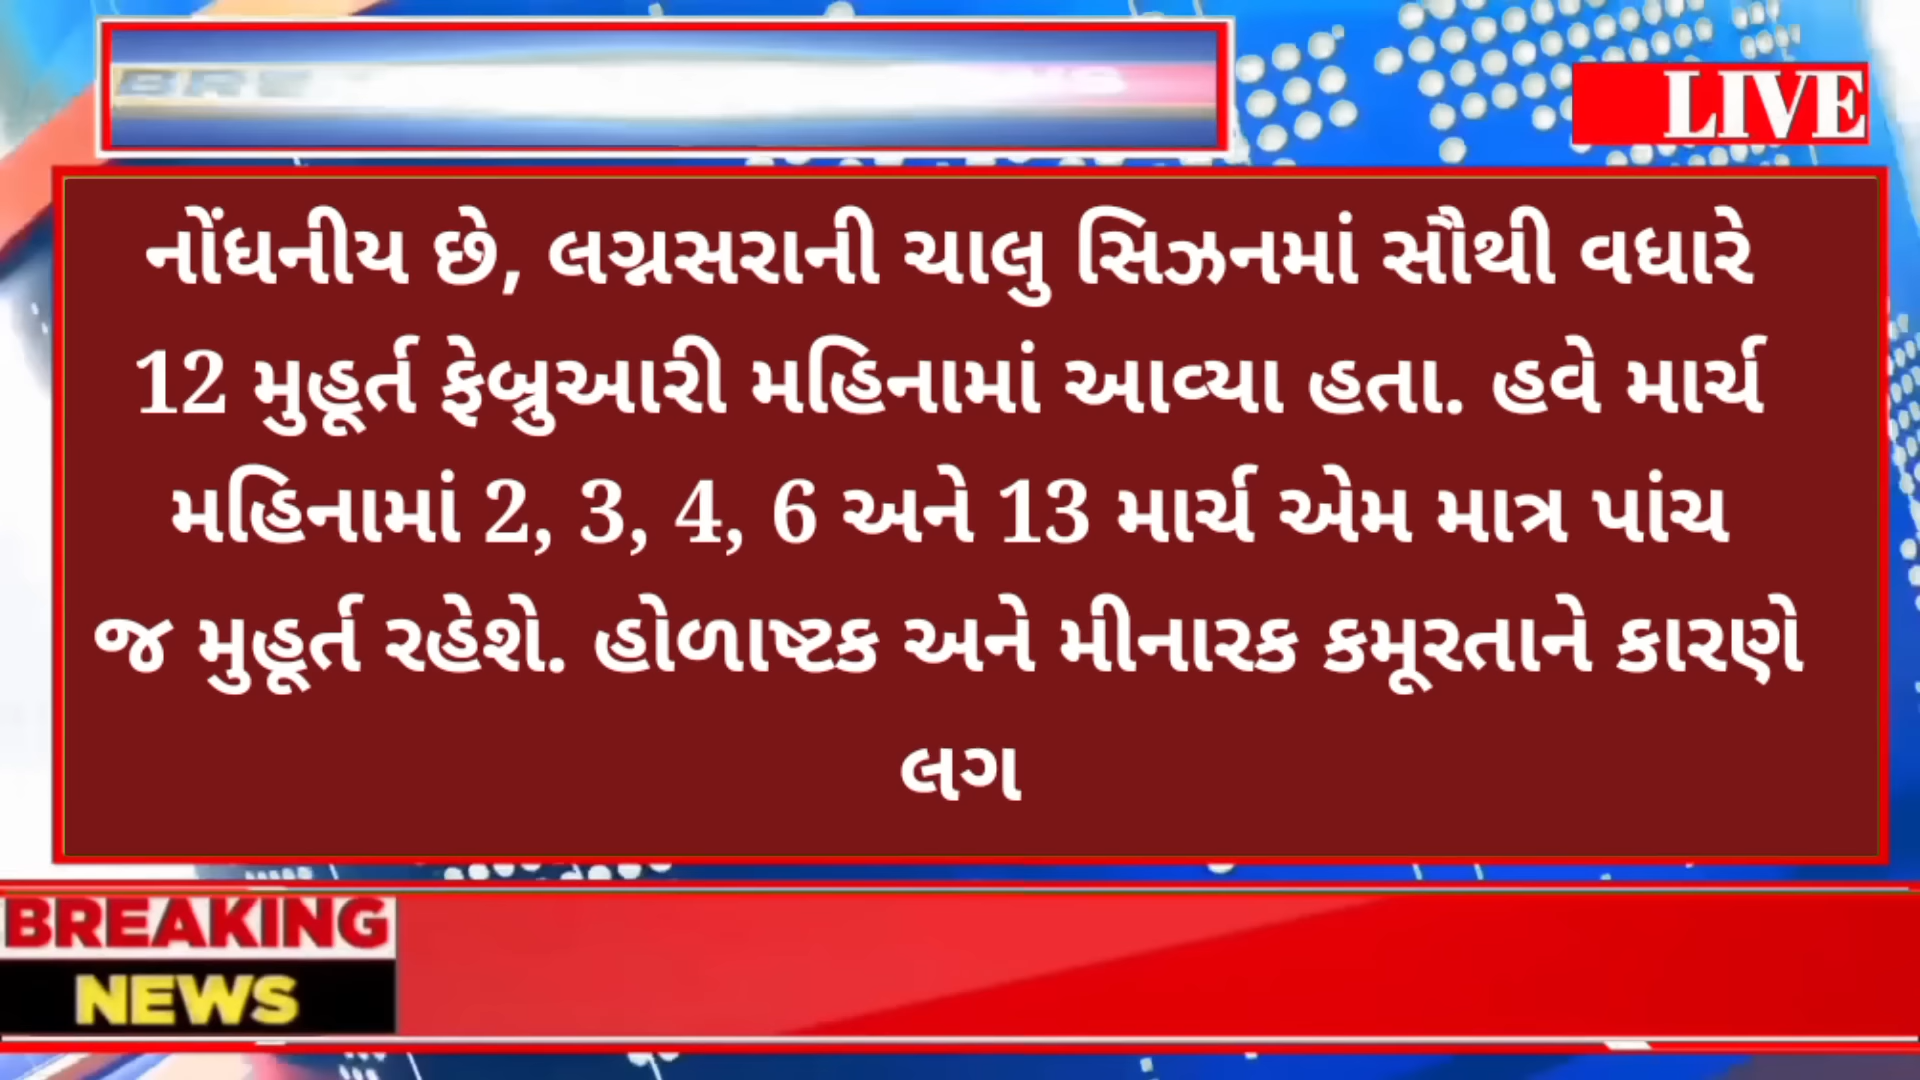 LIVE
નોંધનીય છે, લગ્નસરાની ચાલુ સિઝનમાં સૌથી વધારે
12 મુહૂર્ત ફેબ્રુઆરી મહિનામાં આવ્યા હતા. હવે માર્ચ
મહિનામાં 2, 3, 4, 6 અને 13 માર્ચ એમ માત્ર પાંચ
જ મુહૂર્ત રહેશે. હોળાષ્ટક અને મીનારક કમૂરતાને કારણે
લગ
BREAKING
NEWS